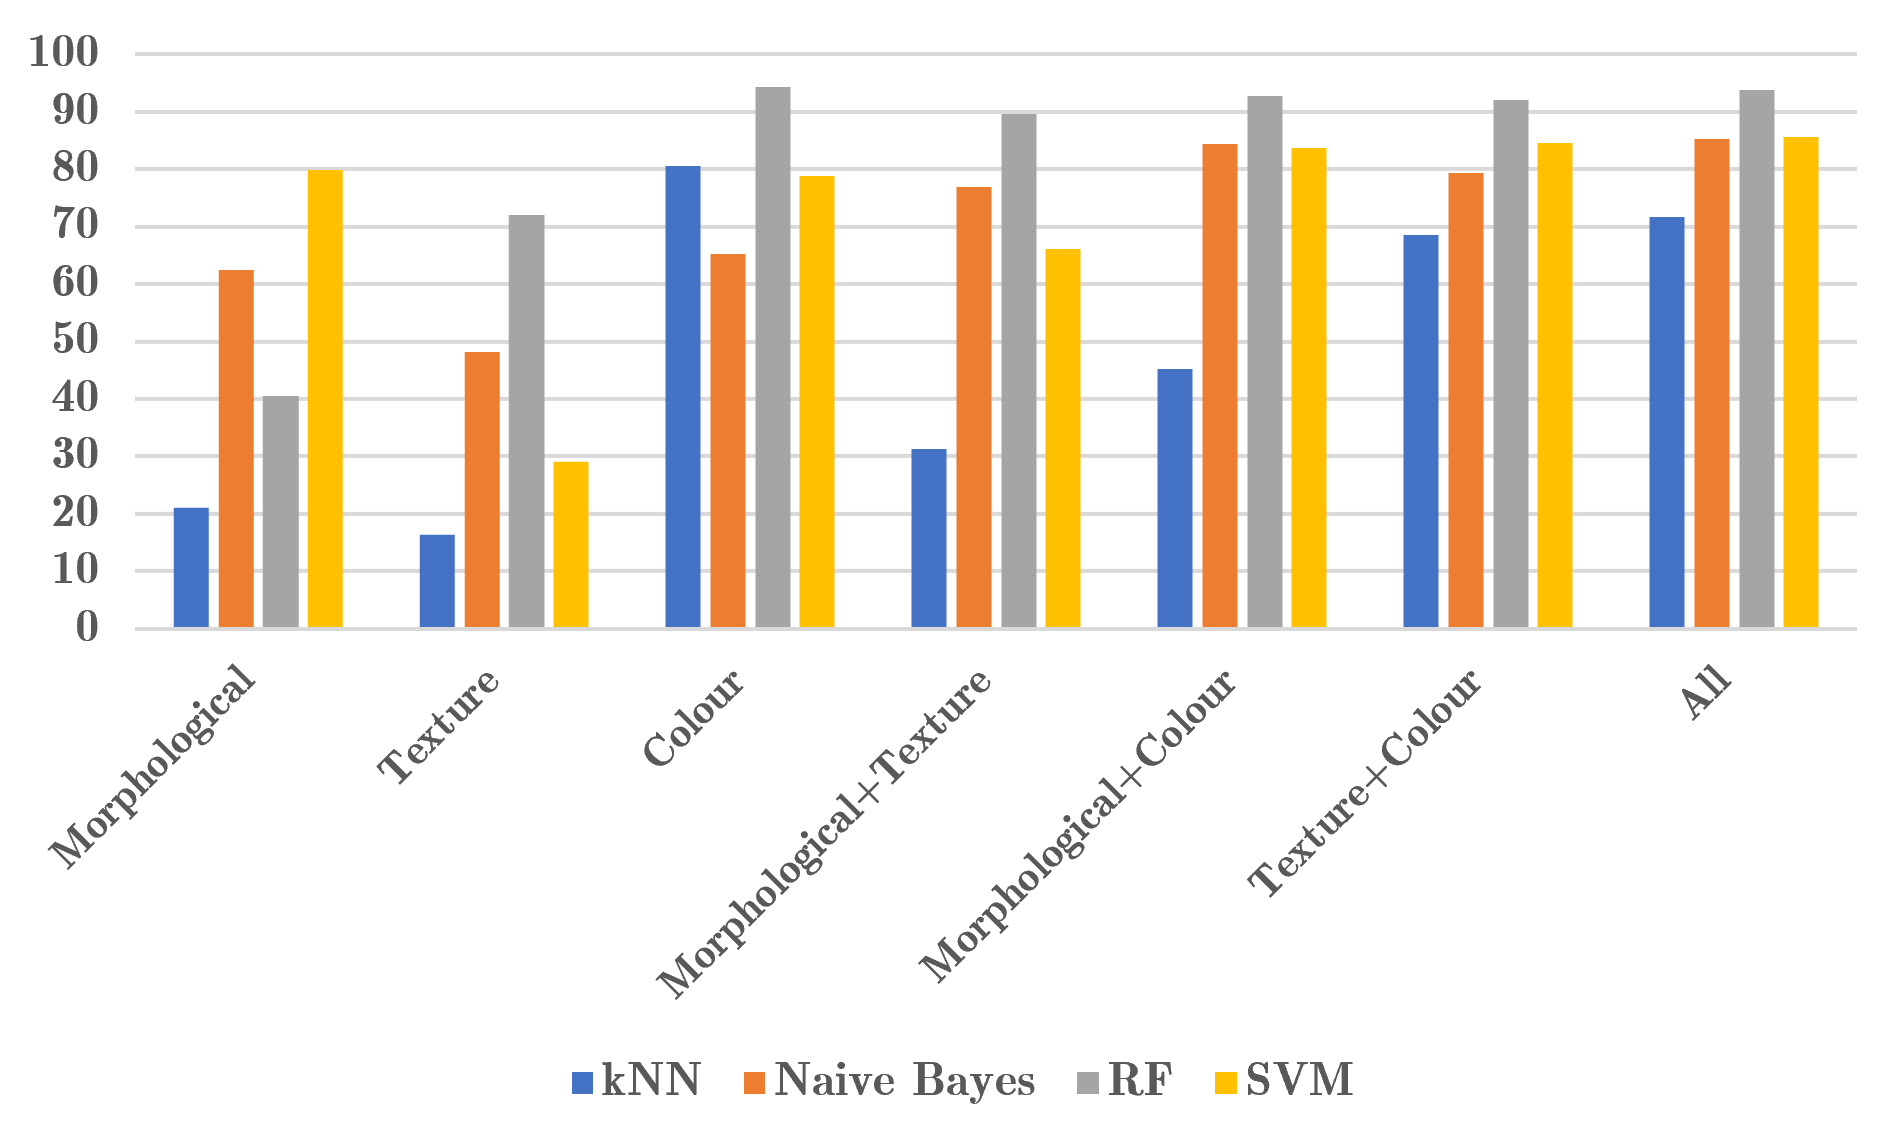 100
90
80
70
60
50
40
30
20
10
0
Morphological
Texture
Colour
Morphological+Texture
Morphological+Colour
Texture+Colour
All
kNN Naive Bayes RF SVM